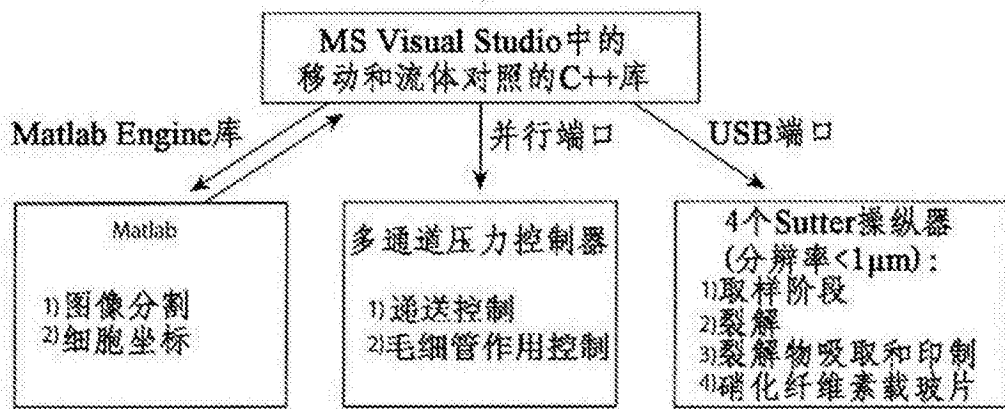 MS Visual Studio中的
移动和流体对照的C++库
Matlab Engine库
并行端口
USB端口
Matlab
1)图像分割
2)细胞坐标
多通道压力控制器
1)递送控制
2)毛细管作用控制
4个Sutter操纵器
(分辨率<1μm)：
1)取样阶段
2)裂解
3)裂解物吸取和印制
4)硝化纤维素载玻片